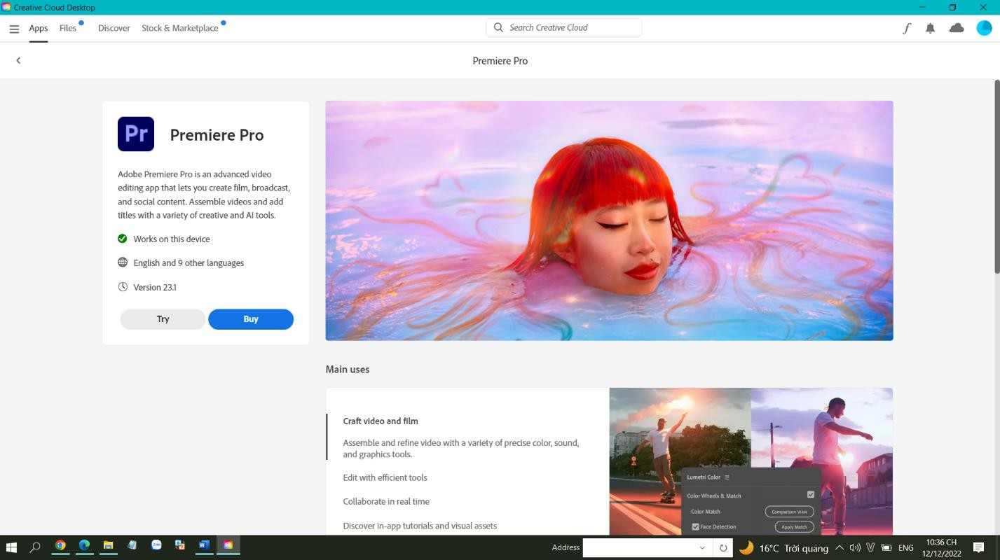 Creative Cloud Desktop
Apps Files Discover Stock & Marketplace
Search Creative Cloud
Premiere Pro
Pr Premiere Pro
Adobe Premiere Pro is an advanced video
editing app that lets you create film, broadcast,
and social content. Assemble videos and add
titles with a variety of creative and AI tools.
Works on this device
English and 9 other languages
Version 23.1
Try Buy
Main uses
Craft video and film
Assemble and refine video with a variety of precise color, sound,
and graphics tools.
Edit with efficient tools
Collaborate in real time
Discover in-app tutorials and visual assets
Lumetri Color
Color Wheels & Match
Color Match Comparison View
Face Detection Apply Match
Zalo
W
Address
16°C Trời quang
ENG
10:36 CH
12/12/2022